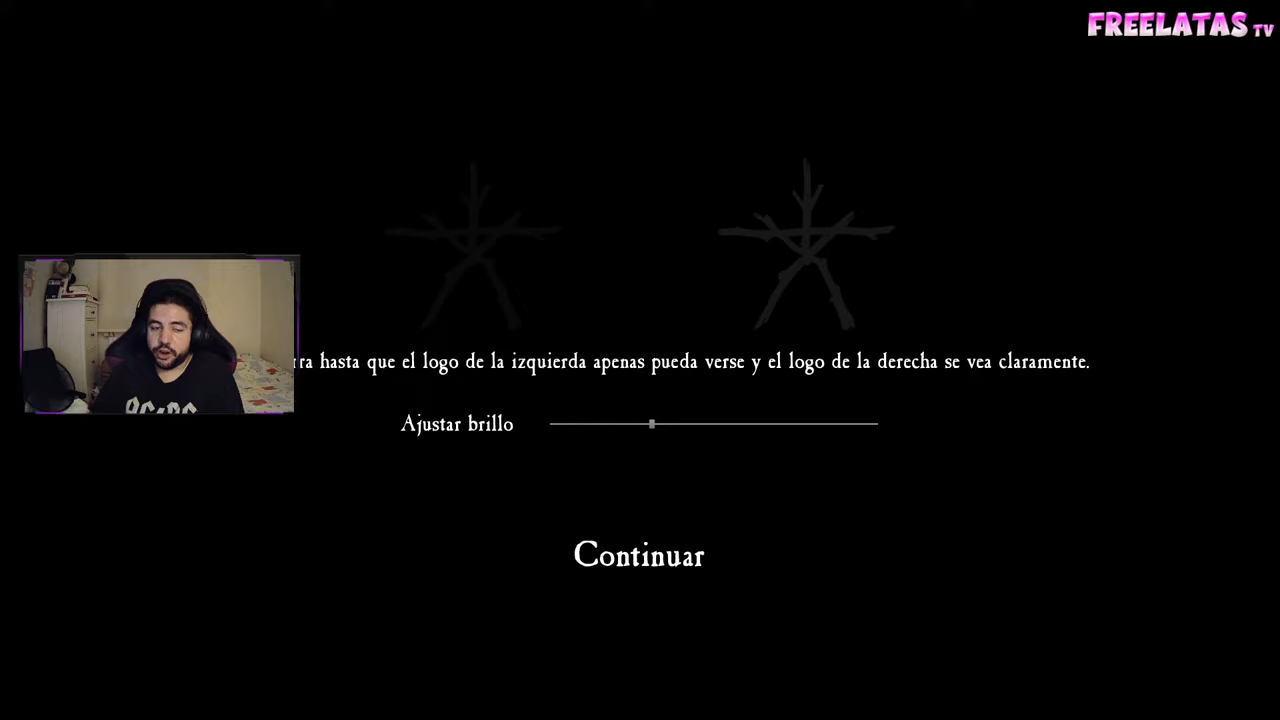 FREELATAS TV
hasta que el logo de la izquierda apenas pueda verse y el logo de la derecha se vea claramente.
Ajustar brillo
Continuar